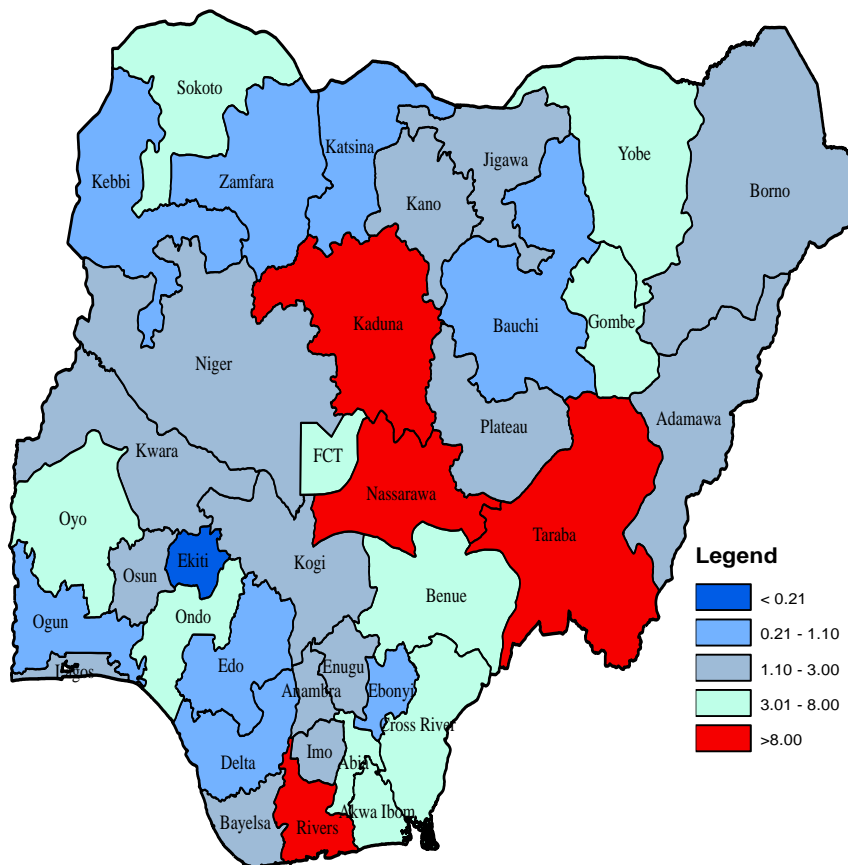 Sokoto
Katsina
Yobe
Jigawa
Kebbi
Zamfara
Borno
Kano
Kaduna
Bauchi
Gombe
Niger
Adamawa
Plateau
Kwara
FCT
Nassarawa
Oyo
Taraba
Legend
Ekiti
Kogi
Osun
< 0.21
Benue
Ondo
Ogun
0.21 - 1.10
Edo
Enugu
1.10 - 3.00
Lagos
Anambra
Ebonyi
3.01 - 8.00
Cross River
>8.00
Imo
Delta
Abia
Akwa Ibom
Bayelsa
Rivers